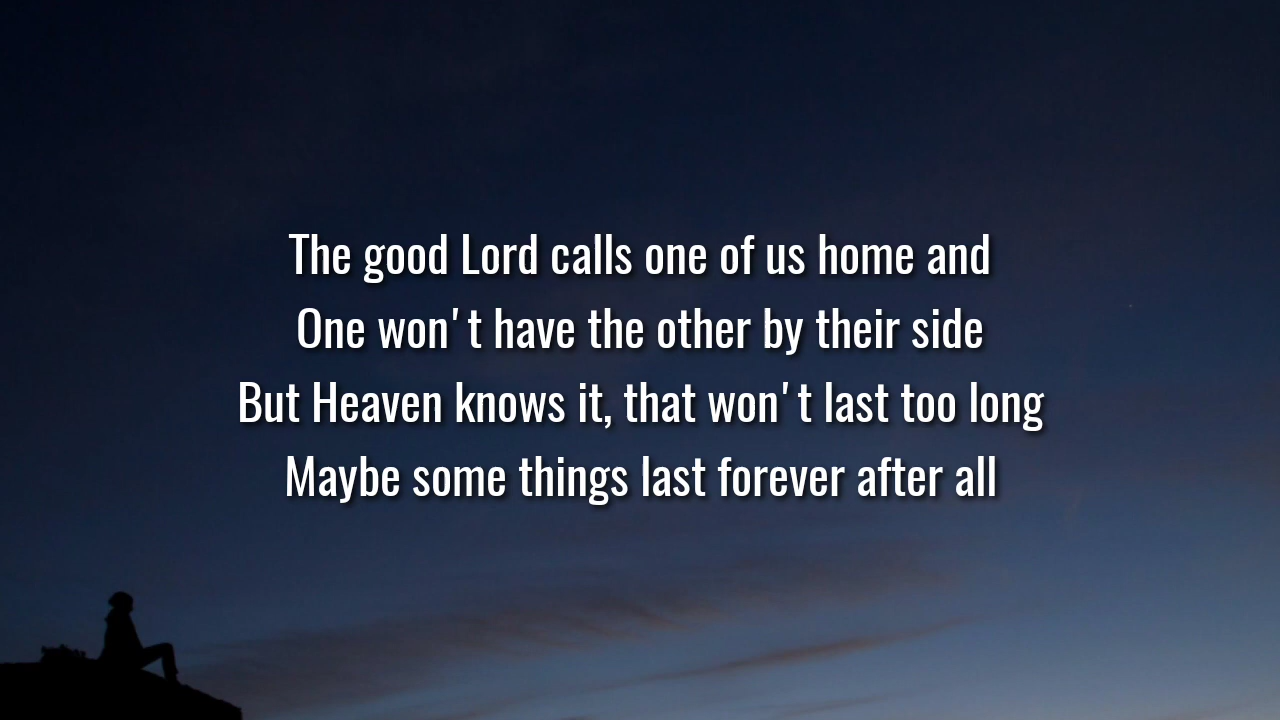 The good Lord calls one of us home and
One won't have the other by their side
But Heaven knows it, that won't last too long
Maybe some things last forever after all